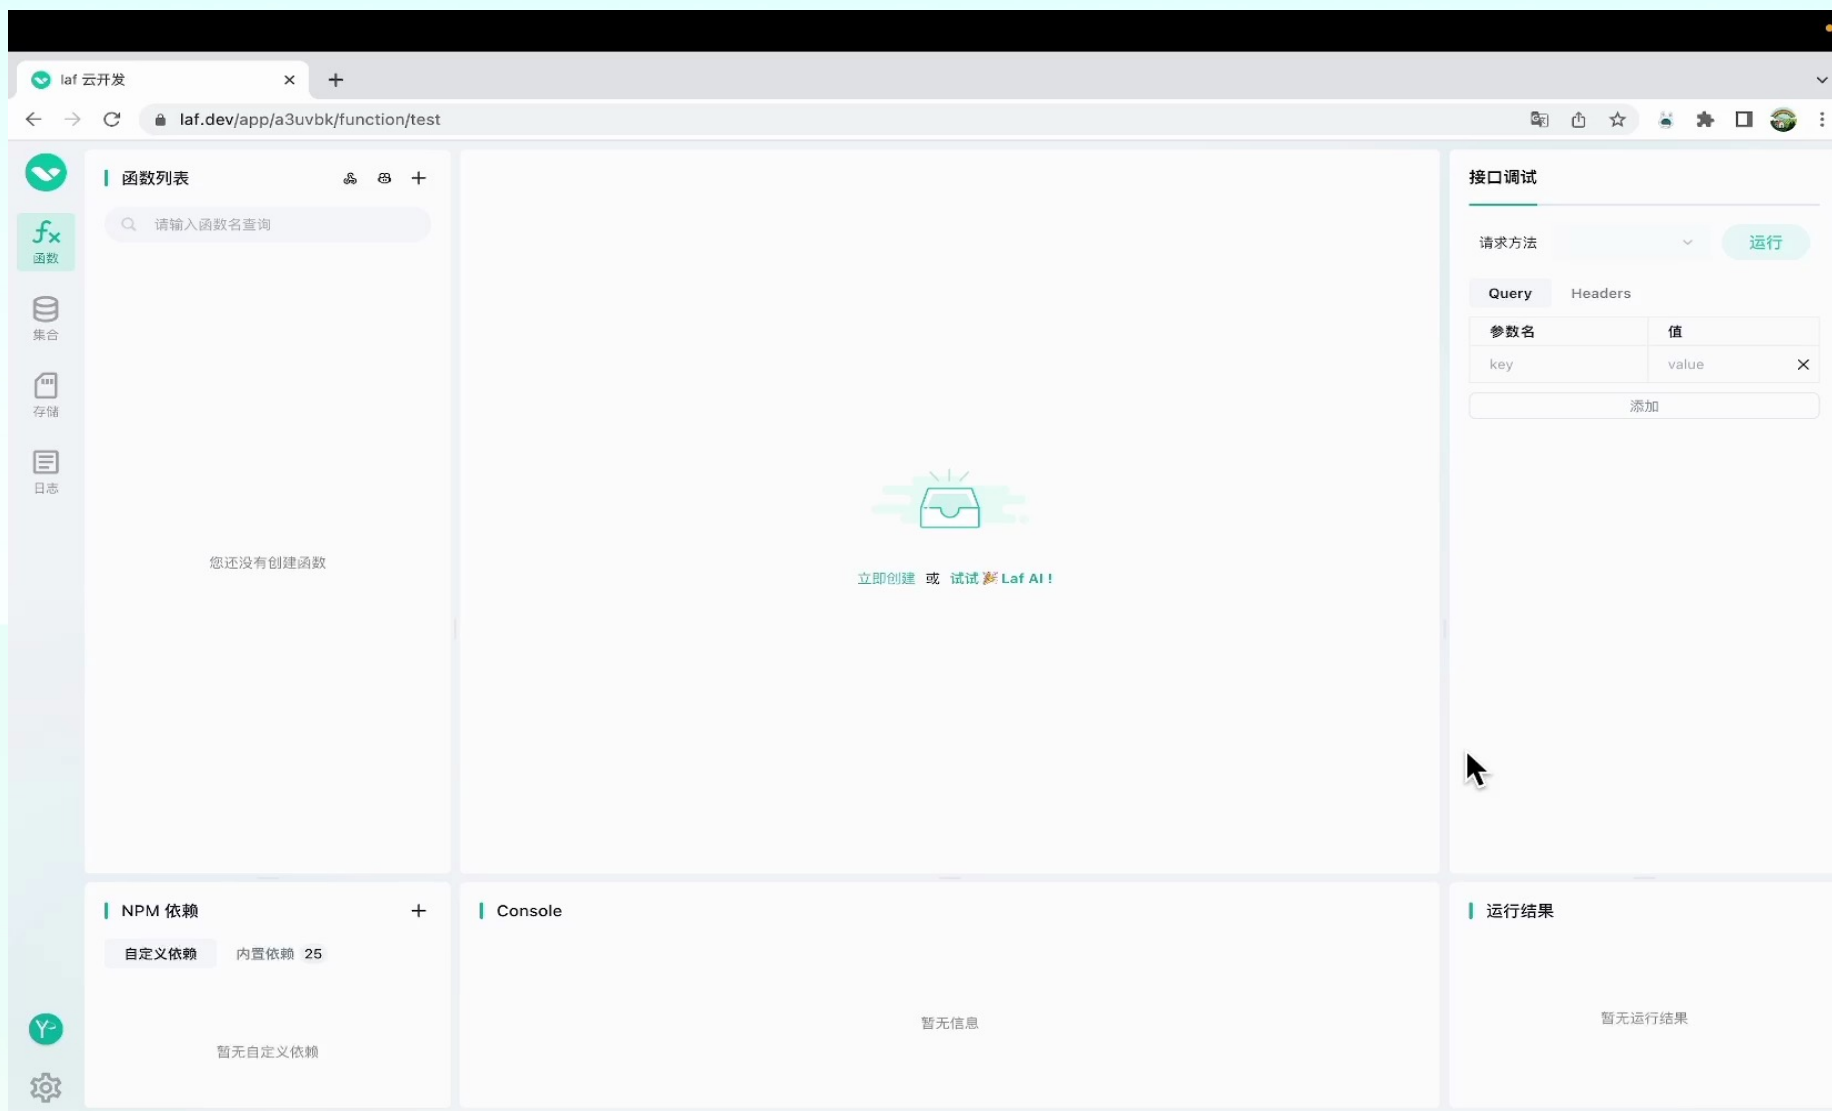 laf 云开发
laf.dev/app/a3uvbk/function/test
函数
集合
存储
日志
函数列表
请输入函数名查询
您还没有创建函数
立即创建 或 试试🎉Laf AI !
接口调试
请求方法
运行
Query Headers
参数名 值
key value
添加
NPM 依赖
自定义依赖 内置依赖 25
暂无自定义依赖
Console
暂无信息
运行结果
暂无运行结果